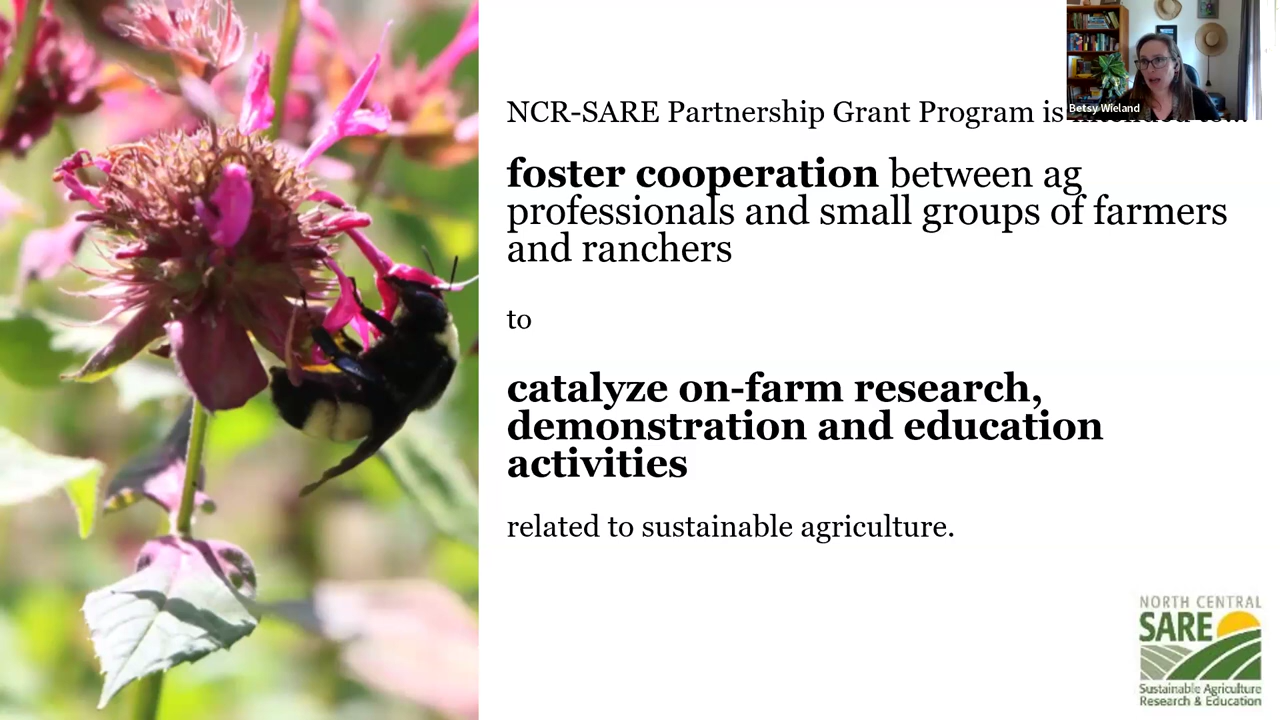 NCR-SARE Partnership Grant Program is intended to...
Betsy Wieland
foster cooperation between ag
professionals and small groups of farmers
and ranchers
to
catalyze on-farm research,
demonstration and education
activities
related to sustainable agriculture.
NORTH CENTRAL
SARE
Sustainable Agriculture
Research & Education